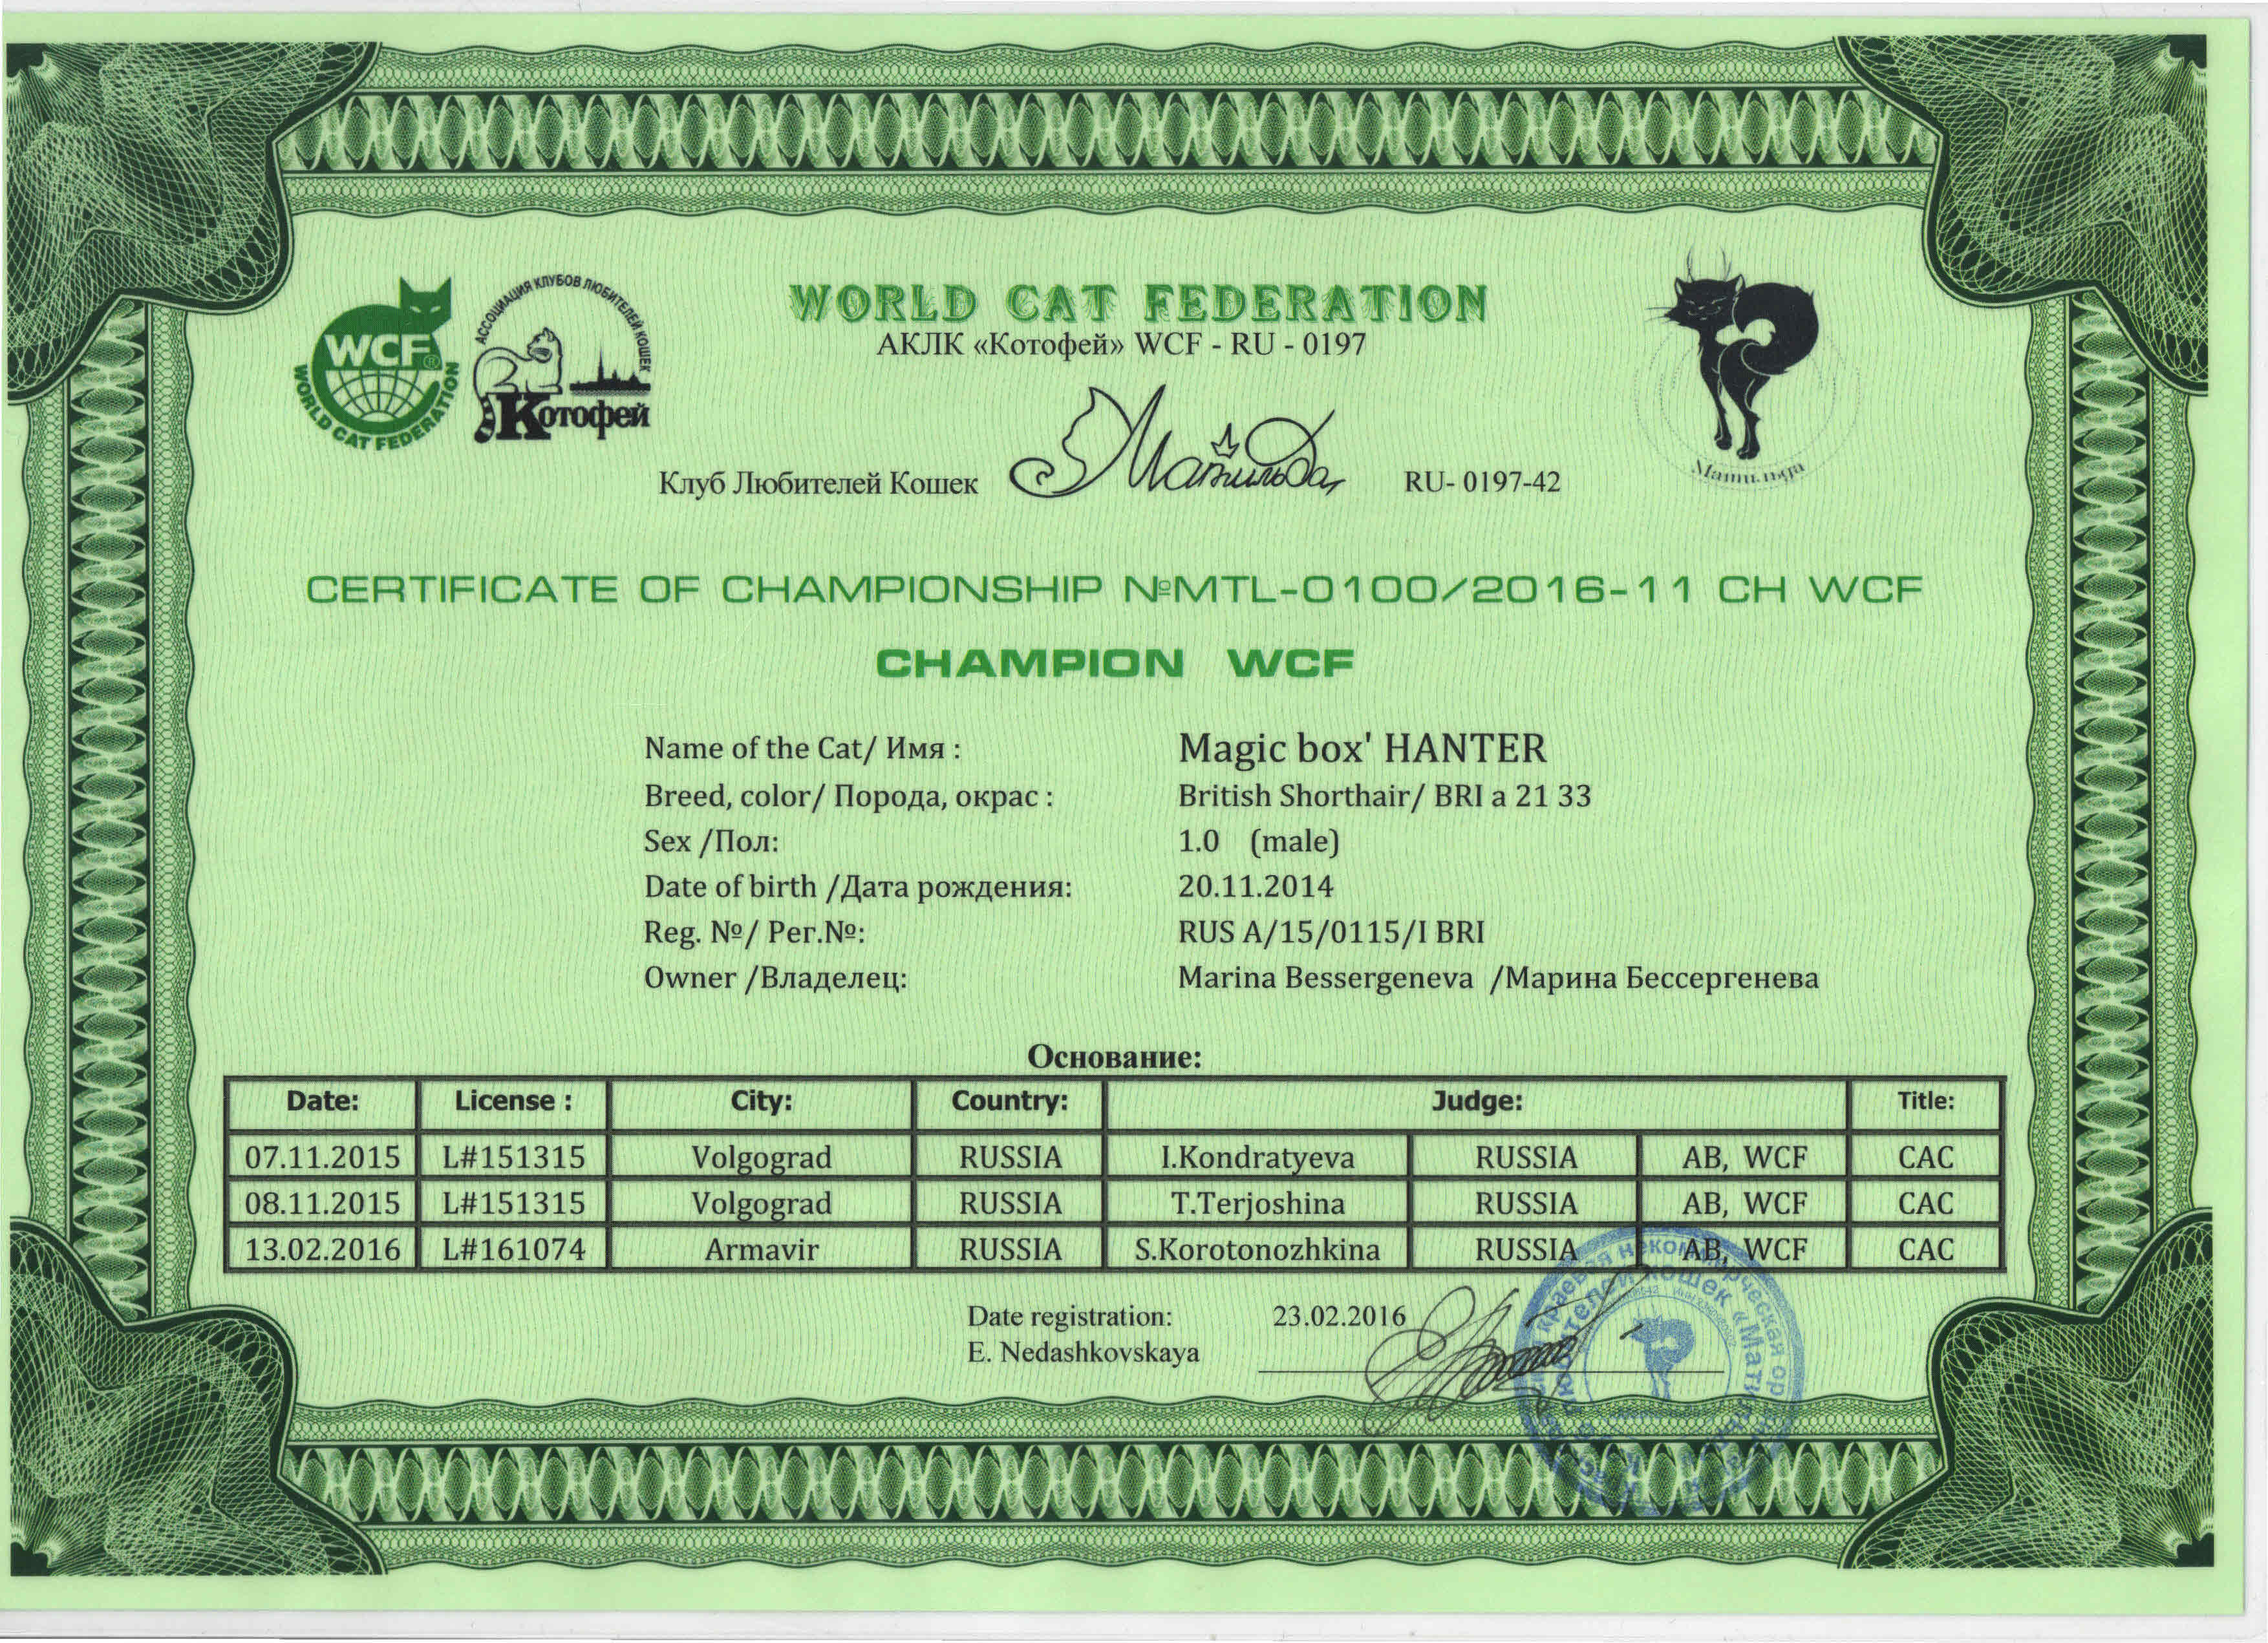 WORLD CAT FEDERATION
АКЛК «Котофей» WCF - RU - 0197
WCF®
WORLD CAT FEDERATION
АССОЦИАЦИЯ КЛУБОВ ЛЮБИТЕЛЕЙ КОШЕК
Котофей
Клуб Любителей Кошек Матильда RU- 0197-42
Матильда
CERTIFICATE OF CHAMPIONSHIP №MTL-0100/2016-11 CH WCF
CHAMPION WCF
Name of the Cat/ Имя : Magic box' HANTER
Breed, color/ Порода, окрас : British Shorthair/ BRI a 21 33
Sex /Пол: 1.0 (male)
Date of birth /Дата рождения: 20.11.2014
Reg. №/ Рег.№: RUS A/15/0115/I BRI
Owner /Владелец: Marina Bessergeneva /Марина Бессергенева
Основание:
Date: License : City: Country: Judge: Title:
07.11.2015 L#151315 Volgograd RUSSIA I.Kondratyeva RUSSIA AB, WCF CAC
08.11.2015 L#151315 Volgograd RUSSIA T.Terjoshina RUSSIA AB, WCF CAC
13.02.2016 L#161074 Armavir RUSSIA S.Korotonozhkina RUSSIA AB, WCF CAC
Date registration: 23.02.2016
E. Nedashkovskaya
краевая некоммерческая
любителей кошек «Матильда